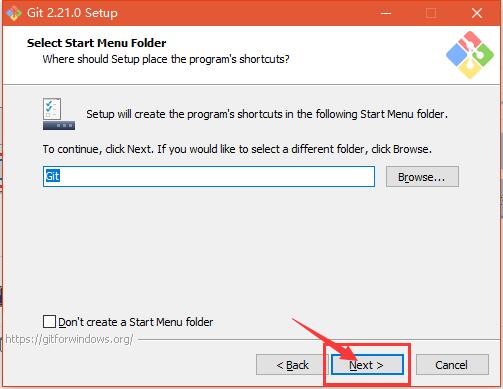 Git 2.21.0 Setup
Select Start Menu Folder
Where should Setup place the program's shortcuts?
Setup will create the program's shortcuts in the following Start Menu folder.
To continue, click Next. If you would like to select a different folder, click Browse.
Git
Browse...
Don't create a Start Menu folder
https://gitforwindows.org/
< Back
Next >
Cancel